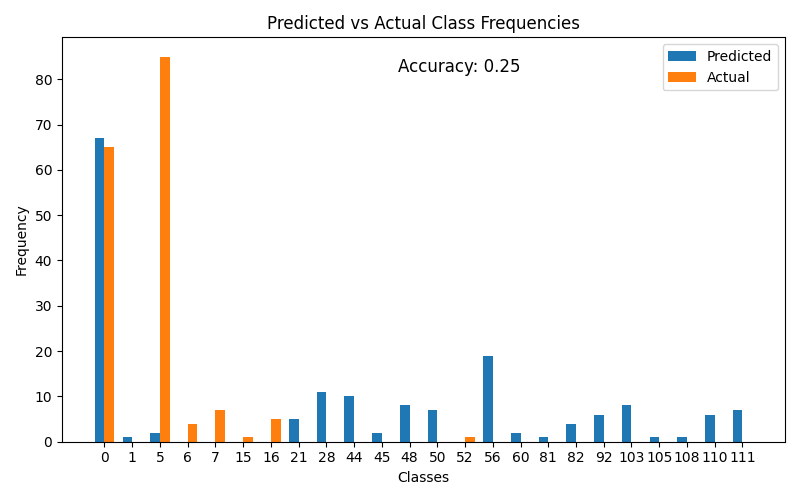 Predicted vs Actual Class Frequencies
Accuracy: 0.25
Predicted
Actual
80
70
60
50
40
30
20
10
0
Frequency
0 1 5 6 7 15 16 21 28 44 45 48 50 52 56 60 81 82 92 103 105 108 110 111
Classes